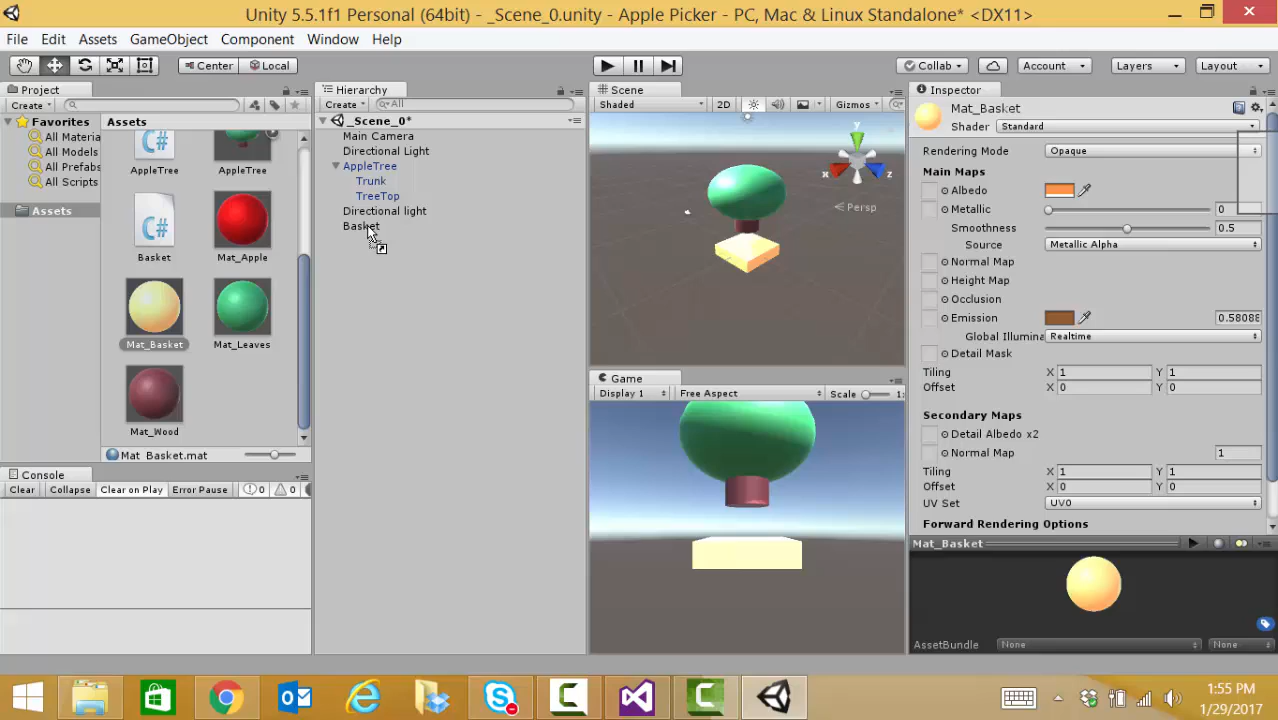 Unity 5.5.1f1 Personal (64bit) - _Scene_0.unity - Apple Picker - PC, Mac & Linux Standalone* <DX11>
File Edit Assets GameObject Component Window Help
Center Local Collab Account Layers Layout
Project
Create
Favorites
All Materia
All Models
All Prefabs
All Scripts
Assets
Assets
AppleTree AppleTree
Basket Mat_Apple
Mat_Basket Mat_Leaves
Mat_Wood
Mat_Basket.mat
Console
Clear Collapse Clear on Play Error Pause 0 0
Hierarchy
Create All
_Scene_0*
Main Camera
Directional Light
AppleTree
Trunk
TreeTop
Directional light
Basket
Scene
Shaded 2D Gizmos
x z
Persp
Game
Display 1 Free Aspect Scale 1:
Inspector
Mat_Basket
Shader Standard
Rendering Mode Opaque
Main Maps
Albedo
Metallic 0
Smoothness 0.5
Source Metallic Alpha
Normal Map
Height Map
Occlusion
Emission 0.58088
Global Illumina Realtime
Detail Mask
Tiling X 1 Y 1
Offset X 0 Y 0
Secondary Maps
Detail Albedo x2
Normal Map 1
Tiling X 1 Y 1
Offset X 0 Y 0
UV Set UV0
Forward Rendering Options
Mat_Basket
AssetBundle None None
1:55 PM
1/29/2017